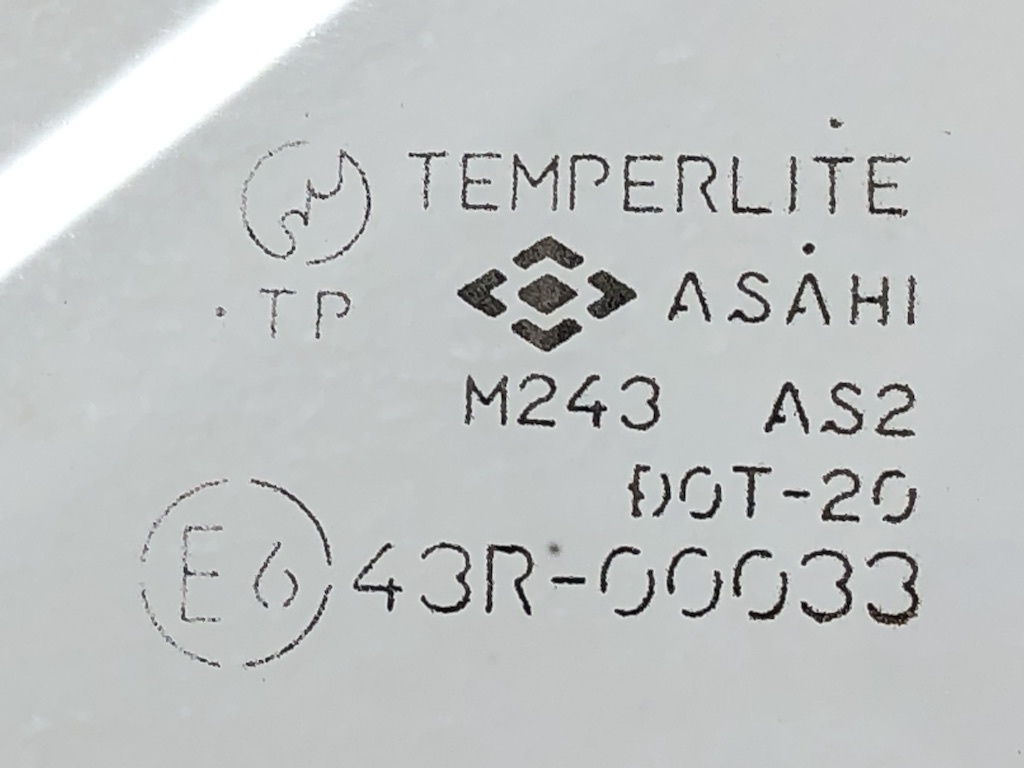 TEMPERLITE
TP
ASAHI
M243 AS2
DOT-20
E6 43R-00033